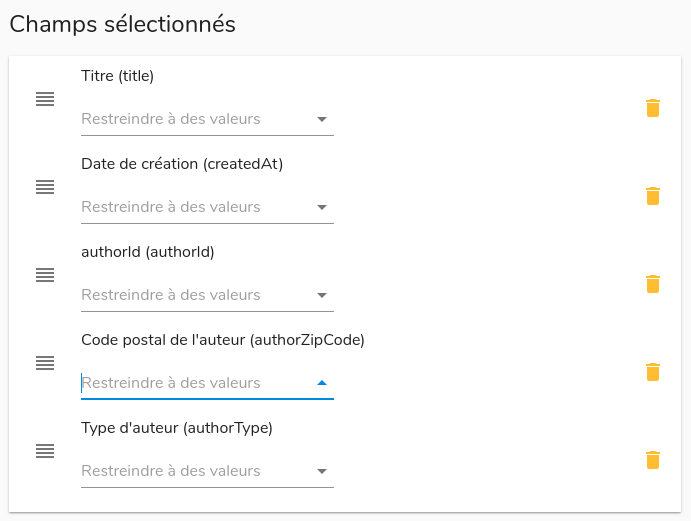 Champs sélectionnés
Titre (title)
Restreindre à des valeurs
Date de création (createdAt)
Restreindre à des valeurs
authorId (authorId)
Restreindre à des valeurs
Code postal de l'auteur (authorZipCode)
Restreindre à des valeurs
Type d'auteur (authorType)
Restreindre à des valeurs